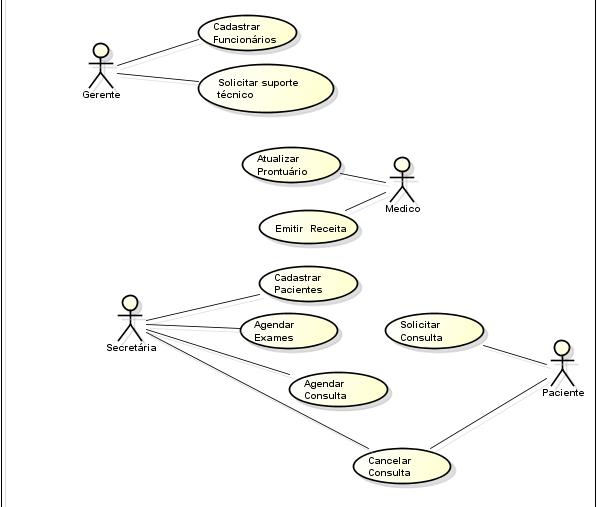 Cadastrar
Funcionários
Gerente
Solicitar suporte
técnico
Atualizar
Prontuário
Medico
Emitir Receita
Cadastrar
Pacientes
Secretária
Agendar
Exames
Solicitar
Consulta
Agendar
Consulta
Paciente
Cancelar
Consulta